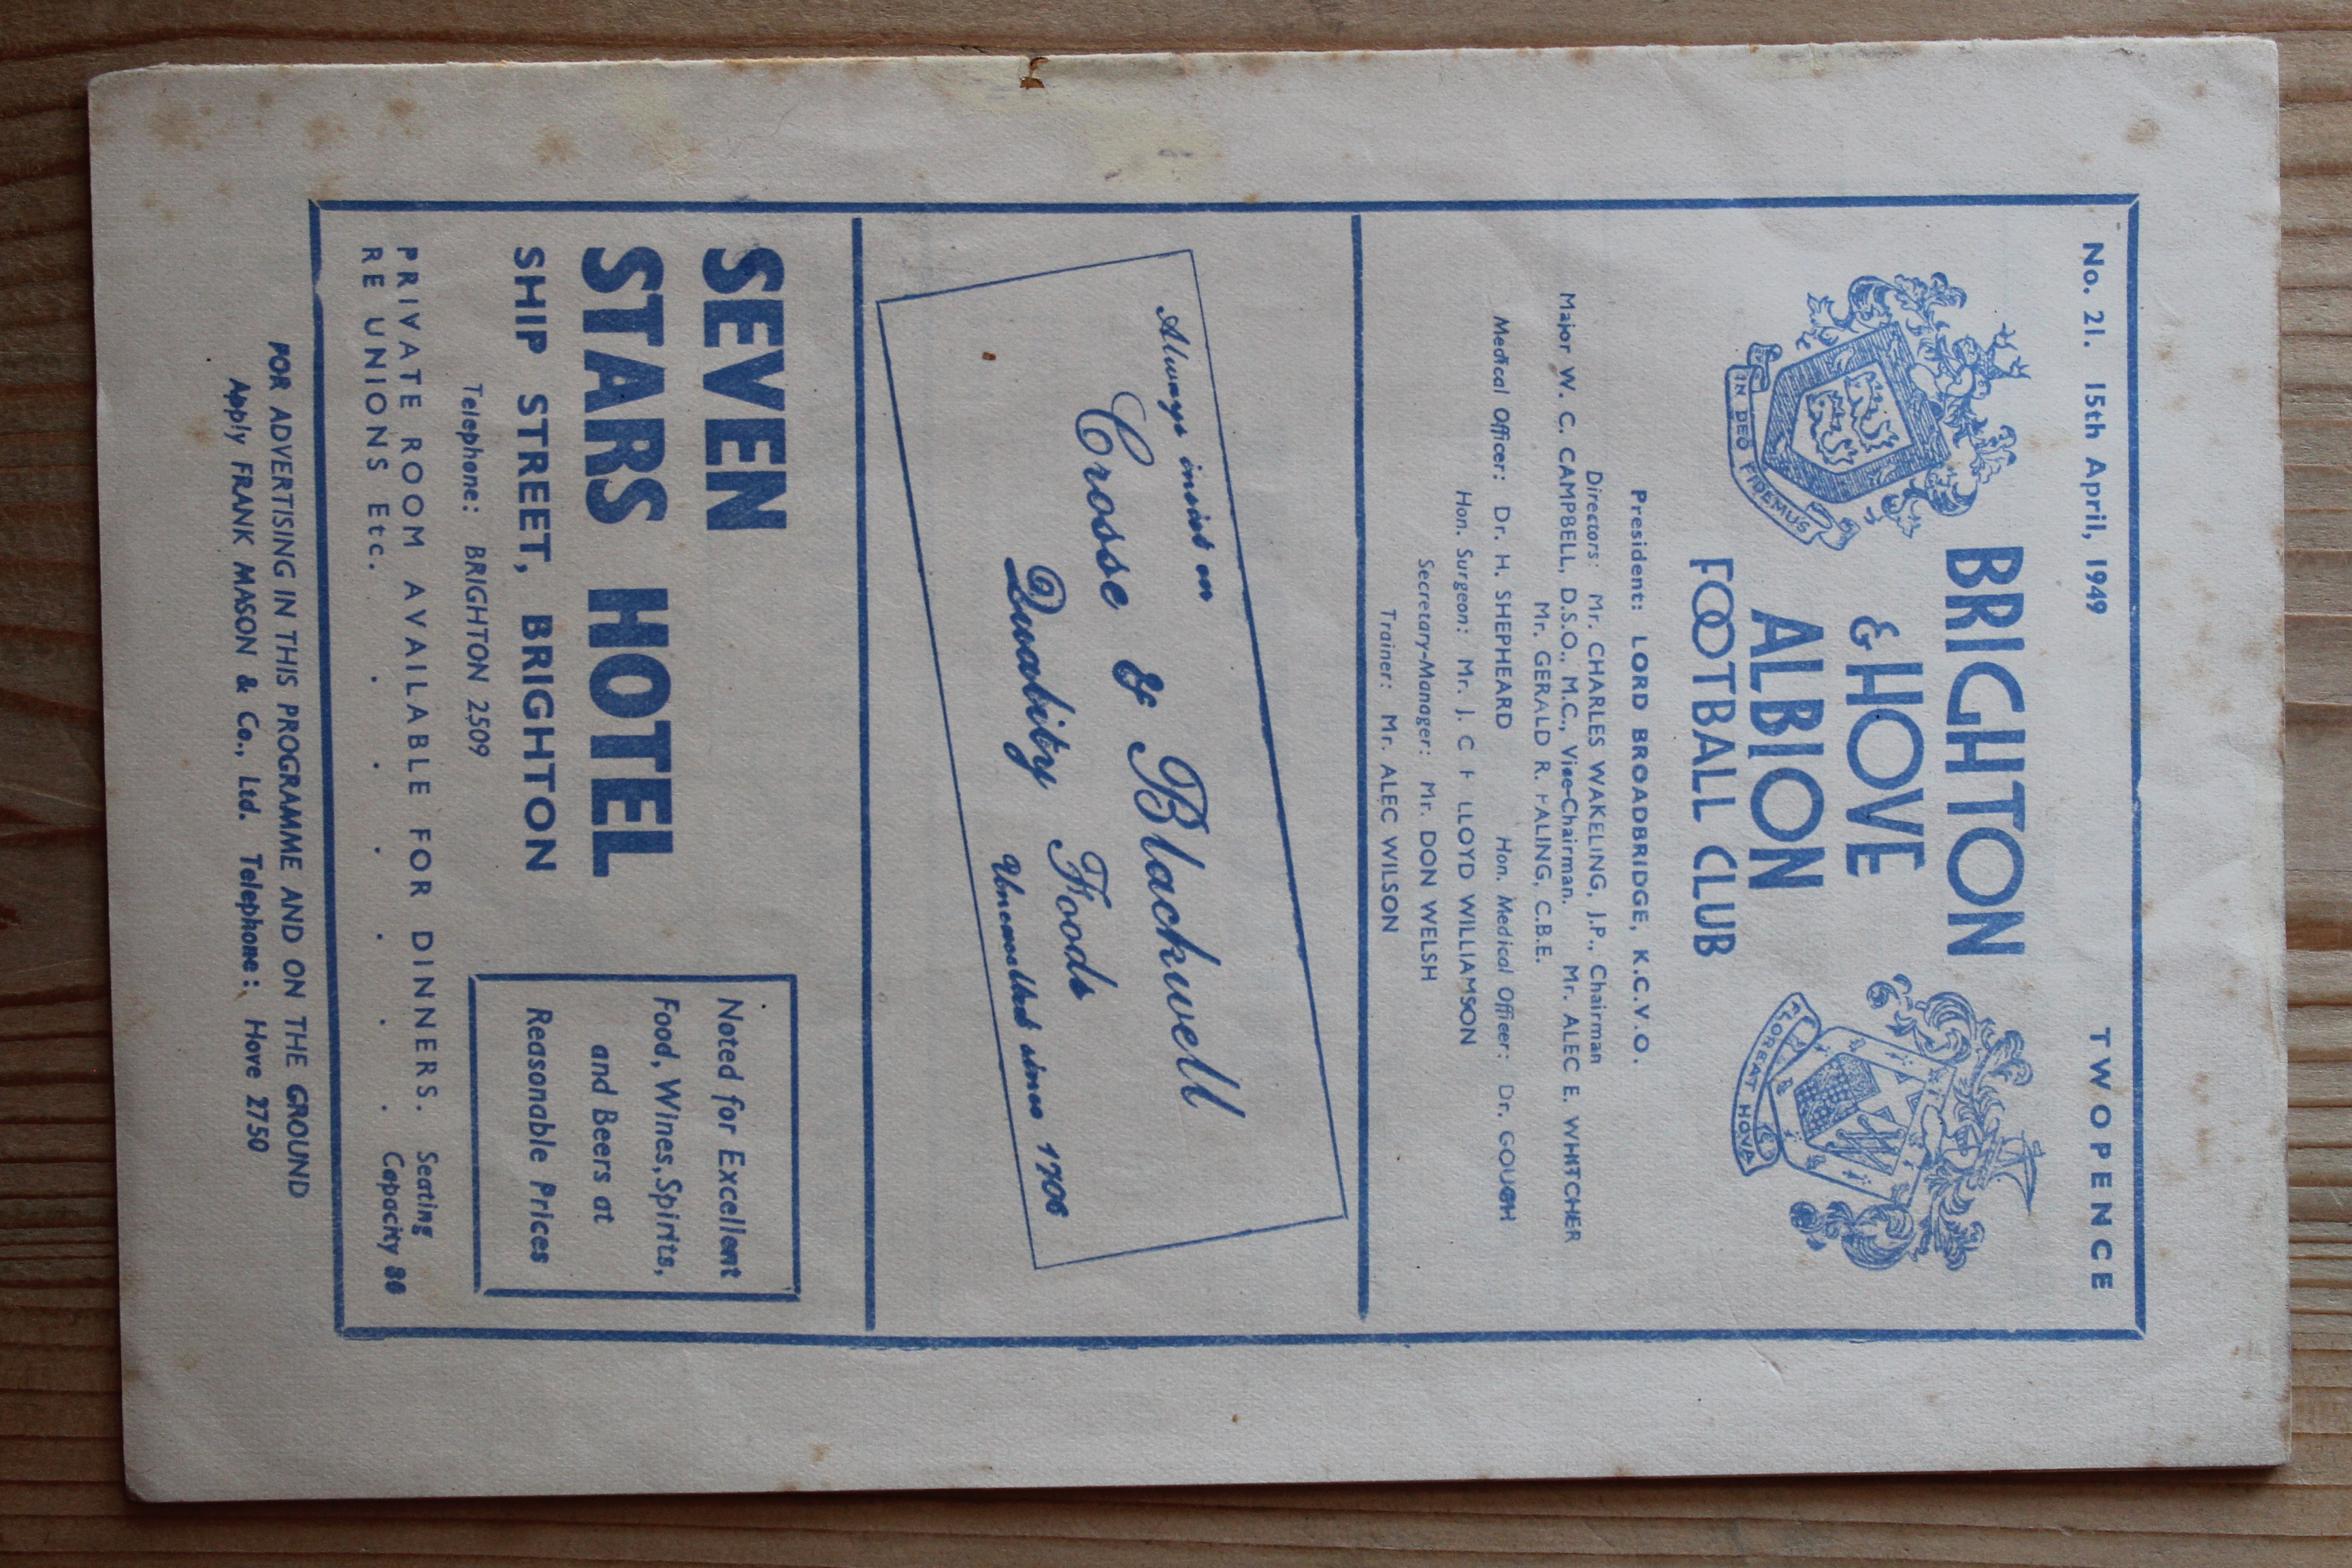 No. 21. 15th April, 1949 TWOPENCE
BRIGHTON
& HOVE
ALBION
FOOTBALL CLUB
IN DEO FIDEMUS
FLOREAT HOVA
President: LORD BROADBRIDGE, K.C.V.O.
Directors: Mr. CHARLES WAKELING, J.P., Chairman
Major W. C. CAMPBELL, D.S.O., M.C., Vice-Chairman. Mr. ALEC E. WHITCHER
Mr. GERALD R. PALING, C.B.E.
Medical Officer: Dr. H. SHEPHEARD Hon. Medical Officer: Dr. GOUGH
Hon. Surgeon: Mr. J. C F LLOYD WILLIAMSON
Secretary-Manager: Mr. DON WELSH
Trainer: Mr. ALEC WILSON
Always insist on
Crosse & Blackwell
Quality Foods
Unexcelled since 1706
SEVEN
STARS HOTEL
SHIP STREET, BRIGHTON
Telephone: BRIGHTON 2509
Noted for Excellent
Food, Wines, Spirits,
and Beers at
Reasonable Prices
PRIVATE ROOM AVAILABLE FOR DINNERS. Seating
RE UNIONS Etc. . . . . . . Capacity 80
FOR ADVERTISING IN THIS PROGRAMME AND ON THE GROUND
Apply FRANK MASON & Co., Ltd. Telephone: Hove 2750